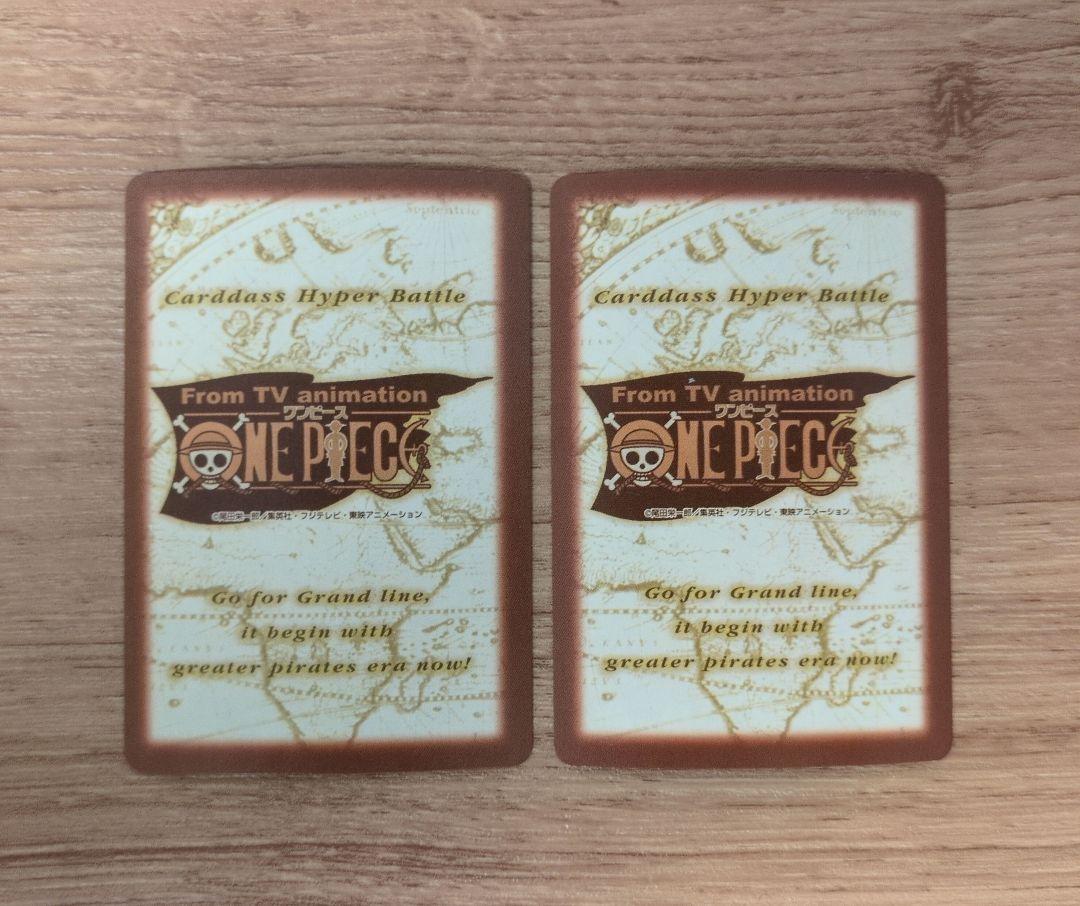 Septentrio
Carddass Hyper Battle
From TV animation
ワンピース
ONE PIECE
©尾田栄一郎／集英社・フジテレビ・東映アニメーション
Go for Grand line,
it begin with
greater pirates era now!
Septentrio
Carddass Hyper Battle
From TV animation
ワンピース
ONE PIECE
©尾田栄一郎／集英社・フジテレビ・東映アニメーション
Go for Grand line,
it begin with
greater pirates era now!